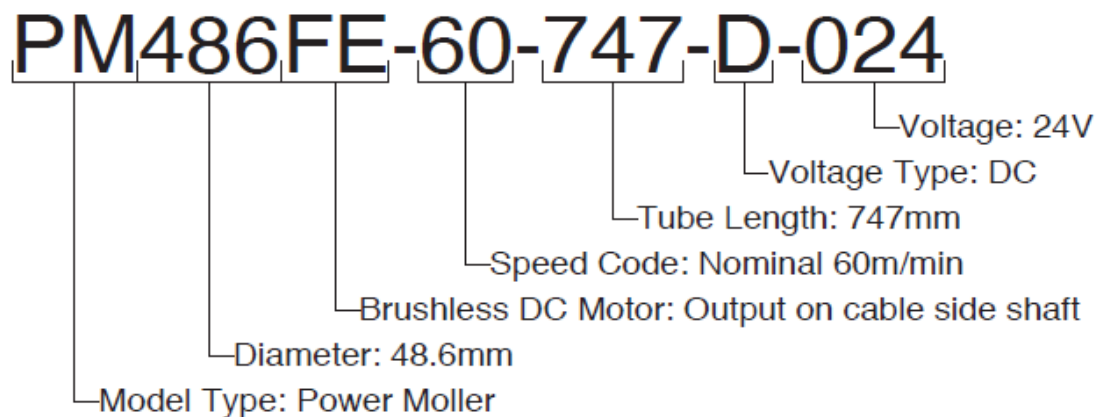 PM486FE-60-747-D-024
Voltage: 24V
Voltage Type: DC
Tube Length: 747mm
Speed Code: Nominal 60m/min
Brushless DC Motor: Output on cable side shaft
Diameter: 48.6mm
Model Type: Power Moller